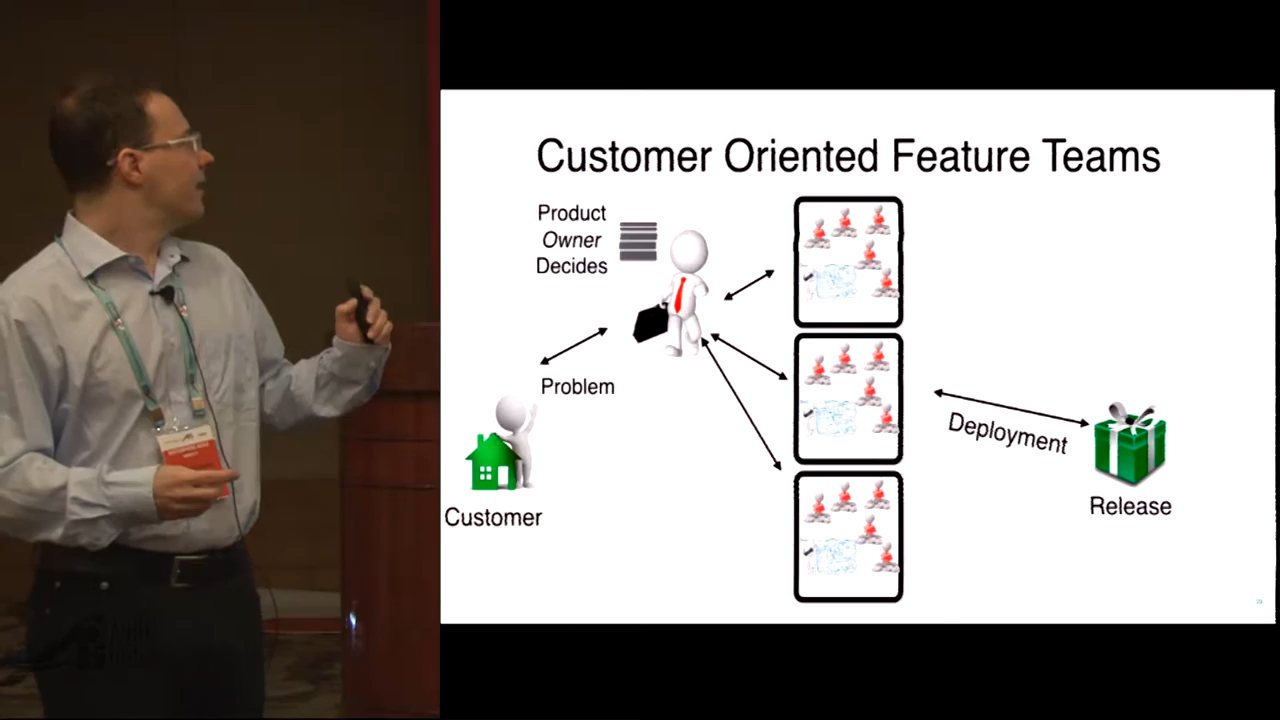 Customer Oriented Feature Teams
Product
Owner
Decides
Problem
Customer
Deployment
Release